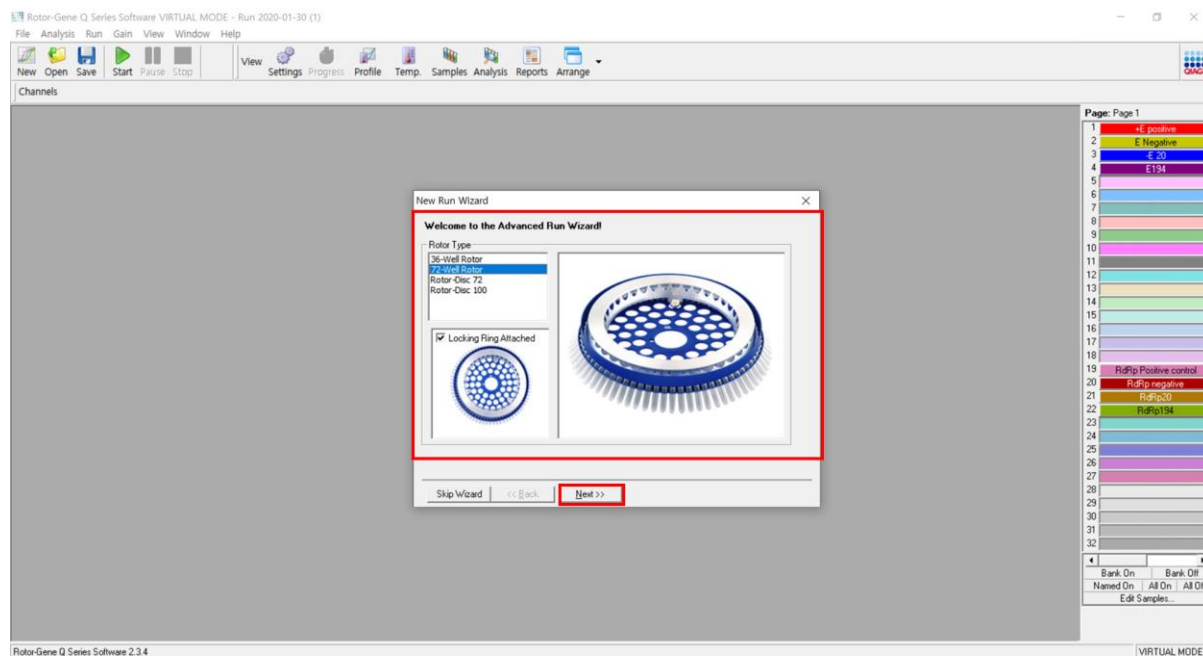 Rotor-Gene Q Series Software VIRTUAL MODE - Run 2020-01-30 (1)
File Analysis Run Gain View Window Help
New Open Save Start Pause Stop View Settings Progress Profile Temp. Samples Analysis Reports Arrange
Channels
New Run Wizard
Welcome to the Advanced Run Wizard!
Rotor Type
36-Well Rotor
72-Well Rotor
Rotor-Disc 72
Rotor-Disc 100
Locking Ring Attached
Skip Wizard << Back Next >>
Page: Page 1
1 +E positive
2 E Negative
3 -E 20
4 E194
5
6
7
8
9
10
11
12
13
14
15
16
17
18
19 RdRp Positive control
20 RdRp negative
21 RdRp20
22 RdRp194
23
24
25
26
27
28
29
30
31
32
Bank On Bank Off
Named On All On All Of
Edit Samples...
Rotor-Gene Q Series Software 2.3.4 VIRTUAL MODE